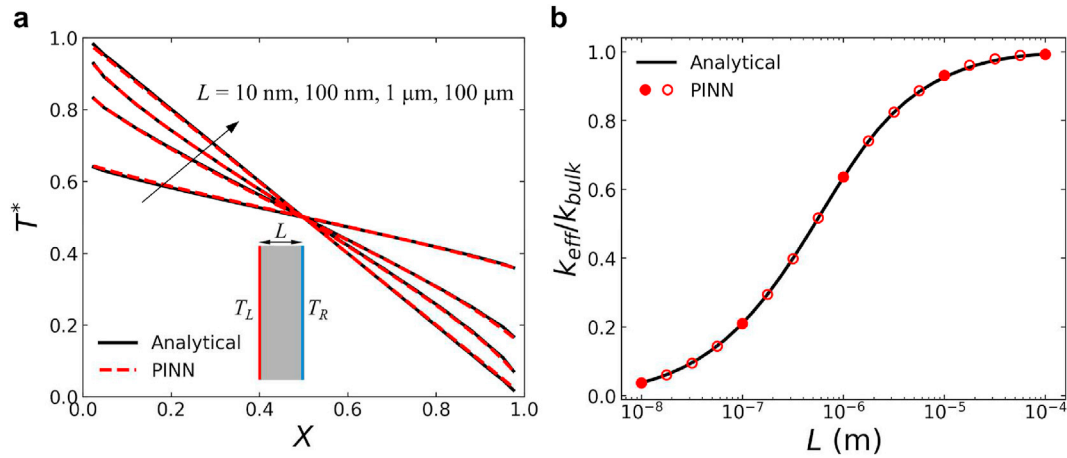 a
1.0
0.8
0.6
0.4
0.2
0.0
T*
L = 10 nm, 100 nm, 1 μm, 100 μm
L
T_L
T_R
Analytical
PINN
0.0 0.2 0.4 0.6 0.8 1.0
X
b
1.0
0.8
0.6
0.4
0.2
0.0
k_eff/k_bulk
Analytical
PINN
10⁻⁸ 10⁻⁷ 10⁻⁶ 10⁻⁵ 10⁻⁴
L (m)